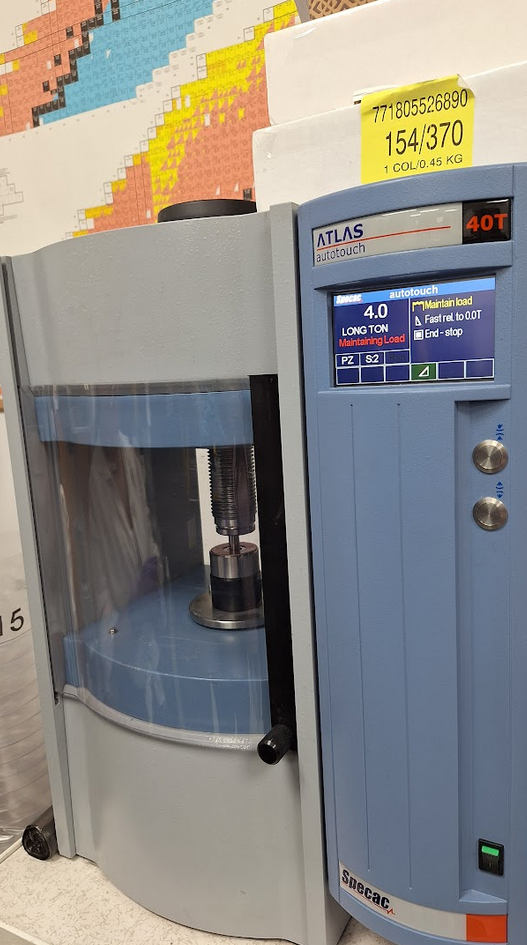 771805526890
154/370
1 COL/0.45 KG
ATLAS
autotouch
40T
Specac autotouch
4.0
LONG TON
Maintaining Load
Maintain load
Fast rel. to 0.0T
End - stop
PZ S:2
15
Specac